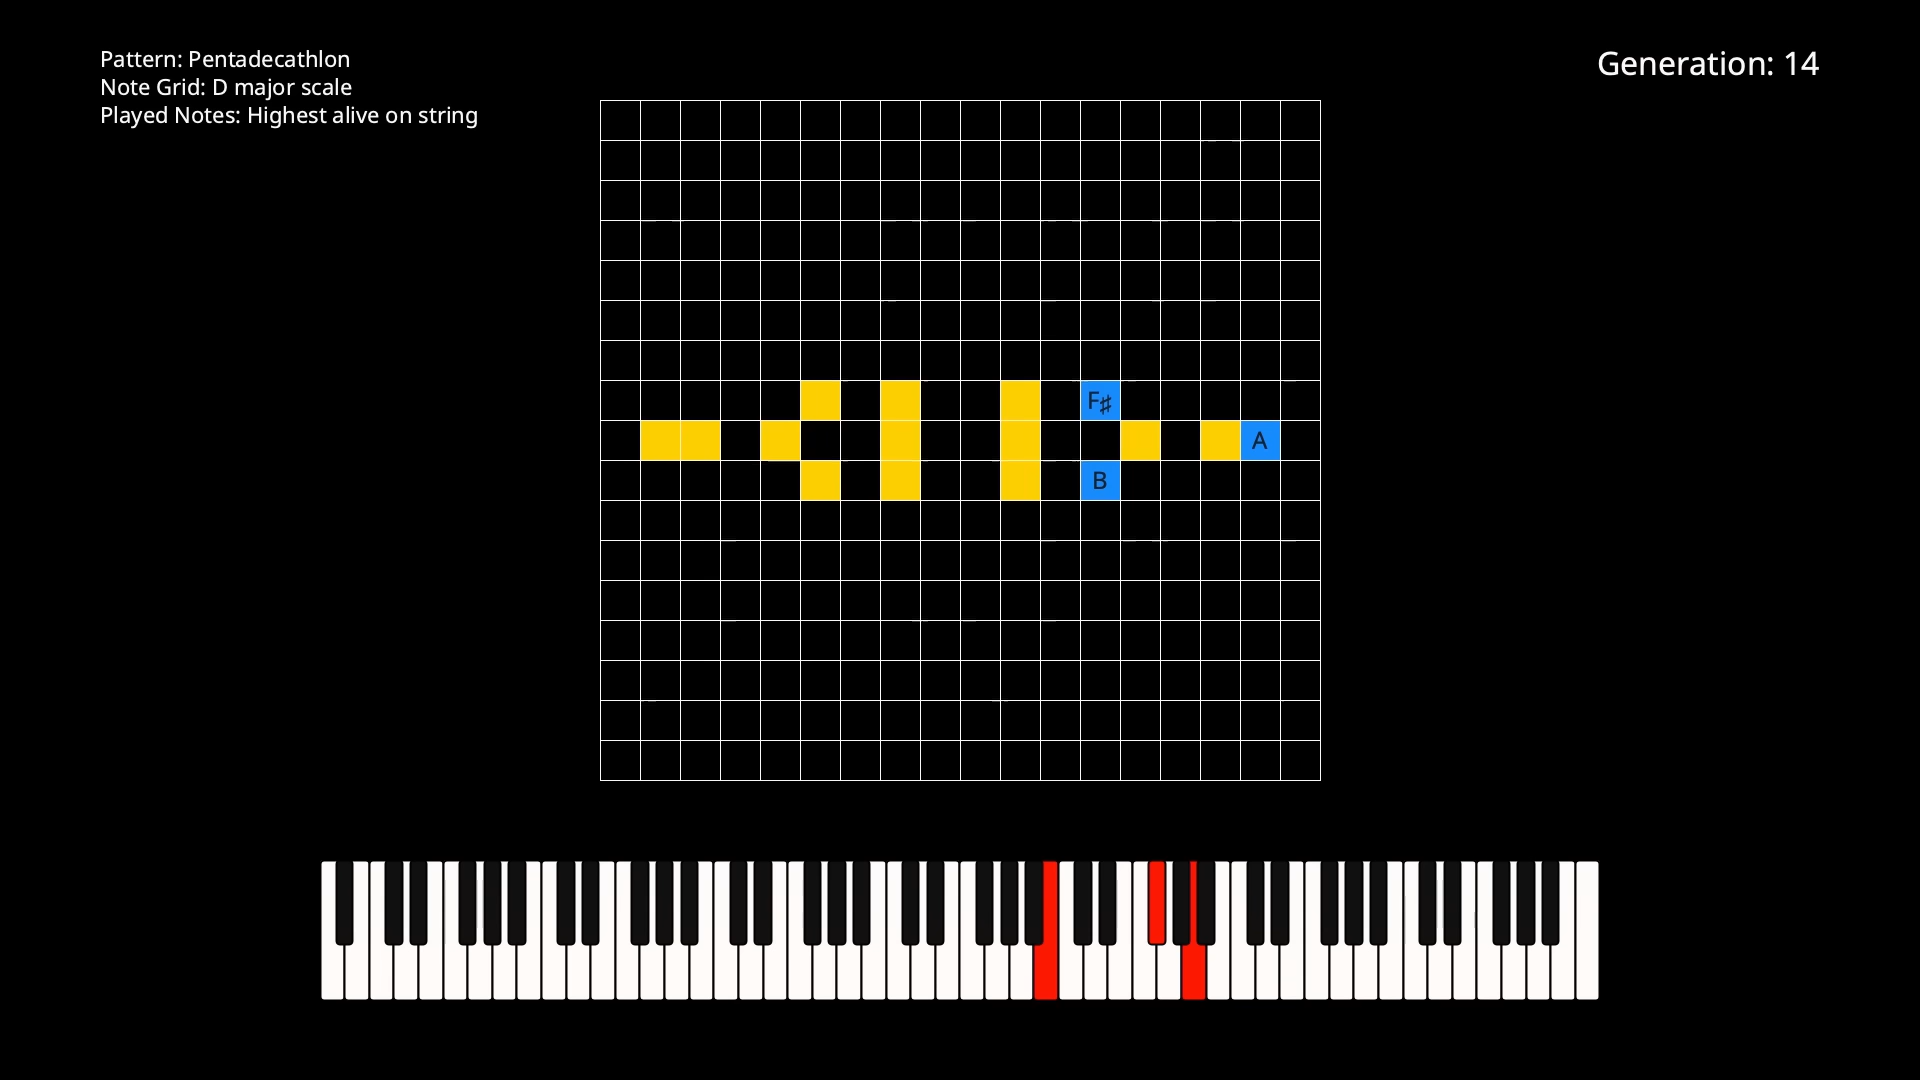 Pattern: Pentadecathlon
Note Grid: D major scale
Played Notes: Highest alive on string
Generation: 14
F♯
A
B